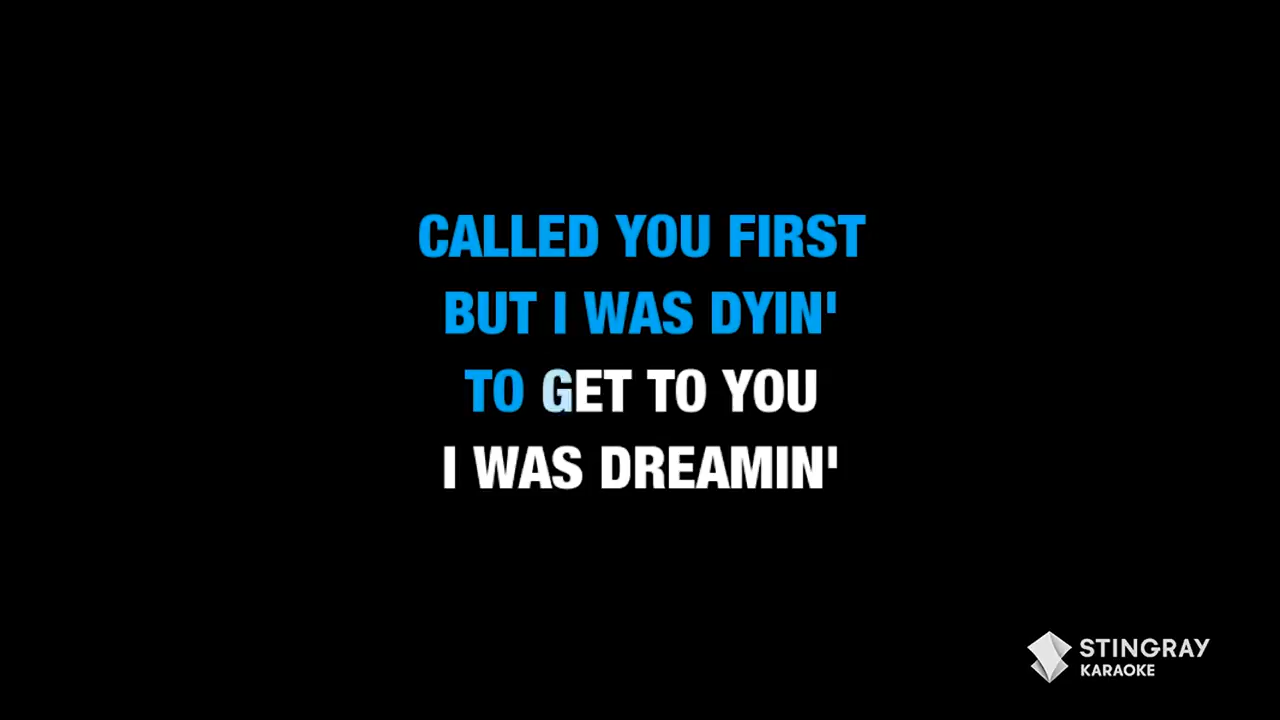 CALLED YOU FIRST
BUT I WAS DYIN'
TO GET TO YOU
I WAS DREAMIN'
STINGRAY
KARAOKE